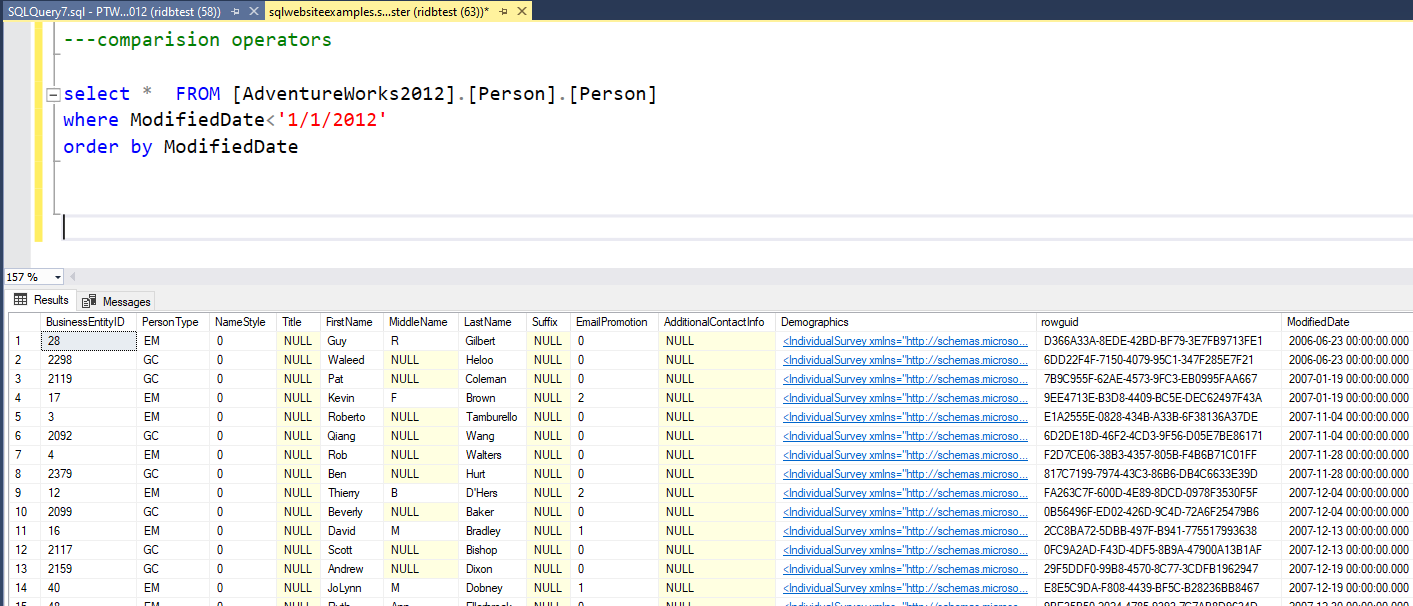 SQLQuery7.sql - PTW...012 (ridbtest (58)) sqlwebsiteexamples.s...ster (ridbtest (63))*
---comparision operators
select * FROM [AdventureWorks2012].[Person].[Person]
where ModifiedDate<'1/1/2012'
order by ModifiedDate
157 %
Results Messages
BusinessEntityID PersonType NameStyle Title FirstName MiddleName LastName Suffix EmailPromotion AdditionalContactInfo Demographics rowguid ModifiedDate
1 28 EM 0 NULL Guy R Gilbert NULL 0 NULL <IndividualSurvey xmlns="http://schemas.microso... D366A33A-8EDE-42BD-BF79-3E7FB9713FE1 2006-06-23 00:00:00.000
2 2298 GC 0 NULL Waleed NULL Heloo NULL 0 NULL <IndividualSurvey xmlns="http://schemas.microso... 6DD22F4F-7150-4079-95C1-347F285E7F21 2006-06-23 00:00:00.000
3 2119 GC 0 NULL Pat NULL Coleman NULL 0 NULL <IndividualSurvey xmlns="http://schemas.microso... 7B9C955F-62AE-4573-9FC3-EB0995FAA667 2007-01-19 00:00:00.000
4 17 EM 0 NULL Kevin F Brown NULL 2 NULL <IndividualSurvey xmlns="http://schemas.microso... 9EE4713E-B3D8-4409-BC5E-DEC62497F43A 2007-01-19 00:00:00.000
5 3 EM 0 NULL Roberto NULL Tamburello NULL 0 NULL <IndividualSurvey xmlns="http://schemas.microso... E1A2555E-0828-434B-A33B-6F38136A37DE 2007-11-04 00:00:00.000
6 2092 GC 0 NULL Qiang NULL Wang NULL 0 NULL <IndividualSurvey xmlns="http://schemas.microso... 6D2DE18D-46F2-4CD3-9F56-D05E7BE86171 2007-11-04 00:00:00.000
7 4 EM 0 NULL Rob NULL Walters NULL 0 NULL <IndividualSurvey xmlns="http://schemas.microso... F2D7CE06-38B3-4357-805B-F4B6B71C01FF 2007-11-28 00:00:00.000
8 2379 GC 0 NULL Ben NULL Hurt NULL 0 NULL <IndividualSurvey xmlns="http://schemas.microso... 817C7199-7974-43C3-86B6-DB4C6633E39D 2007-11-28 00:00:00.000
9 12 EM 0 NULL Thierry B D'Hers NULL 2 NULL <IndividualSurvey xmlns="http://schemas.microso... FA263C7F-600D-4E89-8DCD-0978F3530F5F 2007-12-04 00:00:00.000
10 2099 GC 0 NULL Beverly NULL Baker NULL 0 NULL <IndividualSurvey xmlns="http://schemas.microso... 0B56496F-ED02-426D-9C4D-72A6F25479B6 2007-12-04 00:00:00.000
11 16 EM 0 NULL David M Bradley NULL 1 NULL <IndividualSurvey xmlns="http://schemas.microso... 2CC8BA72-5DBB-497F-B941-775517993638 2007-12-13 00:00:00.000
12 2117 GC 0 NULL Scott NULL Bishop NULL 0 NULL <IndividualSurvey xmlns="http://schemas.microso... 0FC9A2AD-F43D-4DF5-8B9A-47900A13B1AF 2007-12-13 00:00:00.000
13 2159 GC 0 NULL Andrew NULL Dixon NULL 0 NULL <IndividualSurvey xmlns="http://schemas.microso... 29F5DDF0-99B8-4570-8C77-3CDFB1962947 2007-12-19 00:00:00.000
14 40 EM 0 NULL JoLynn M Dobney NULL 1 NULL <IndividualSurvey xmlns="http://schemas.microso... E8E5C9DA-F808-4439-BF5C-B28236BB8467 2007-12-19 00:00:00.000